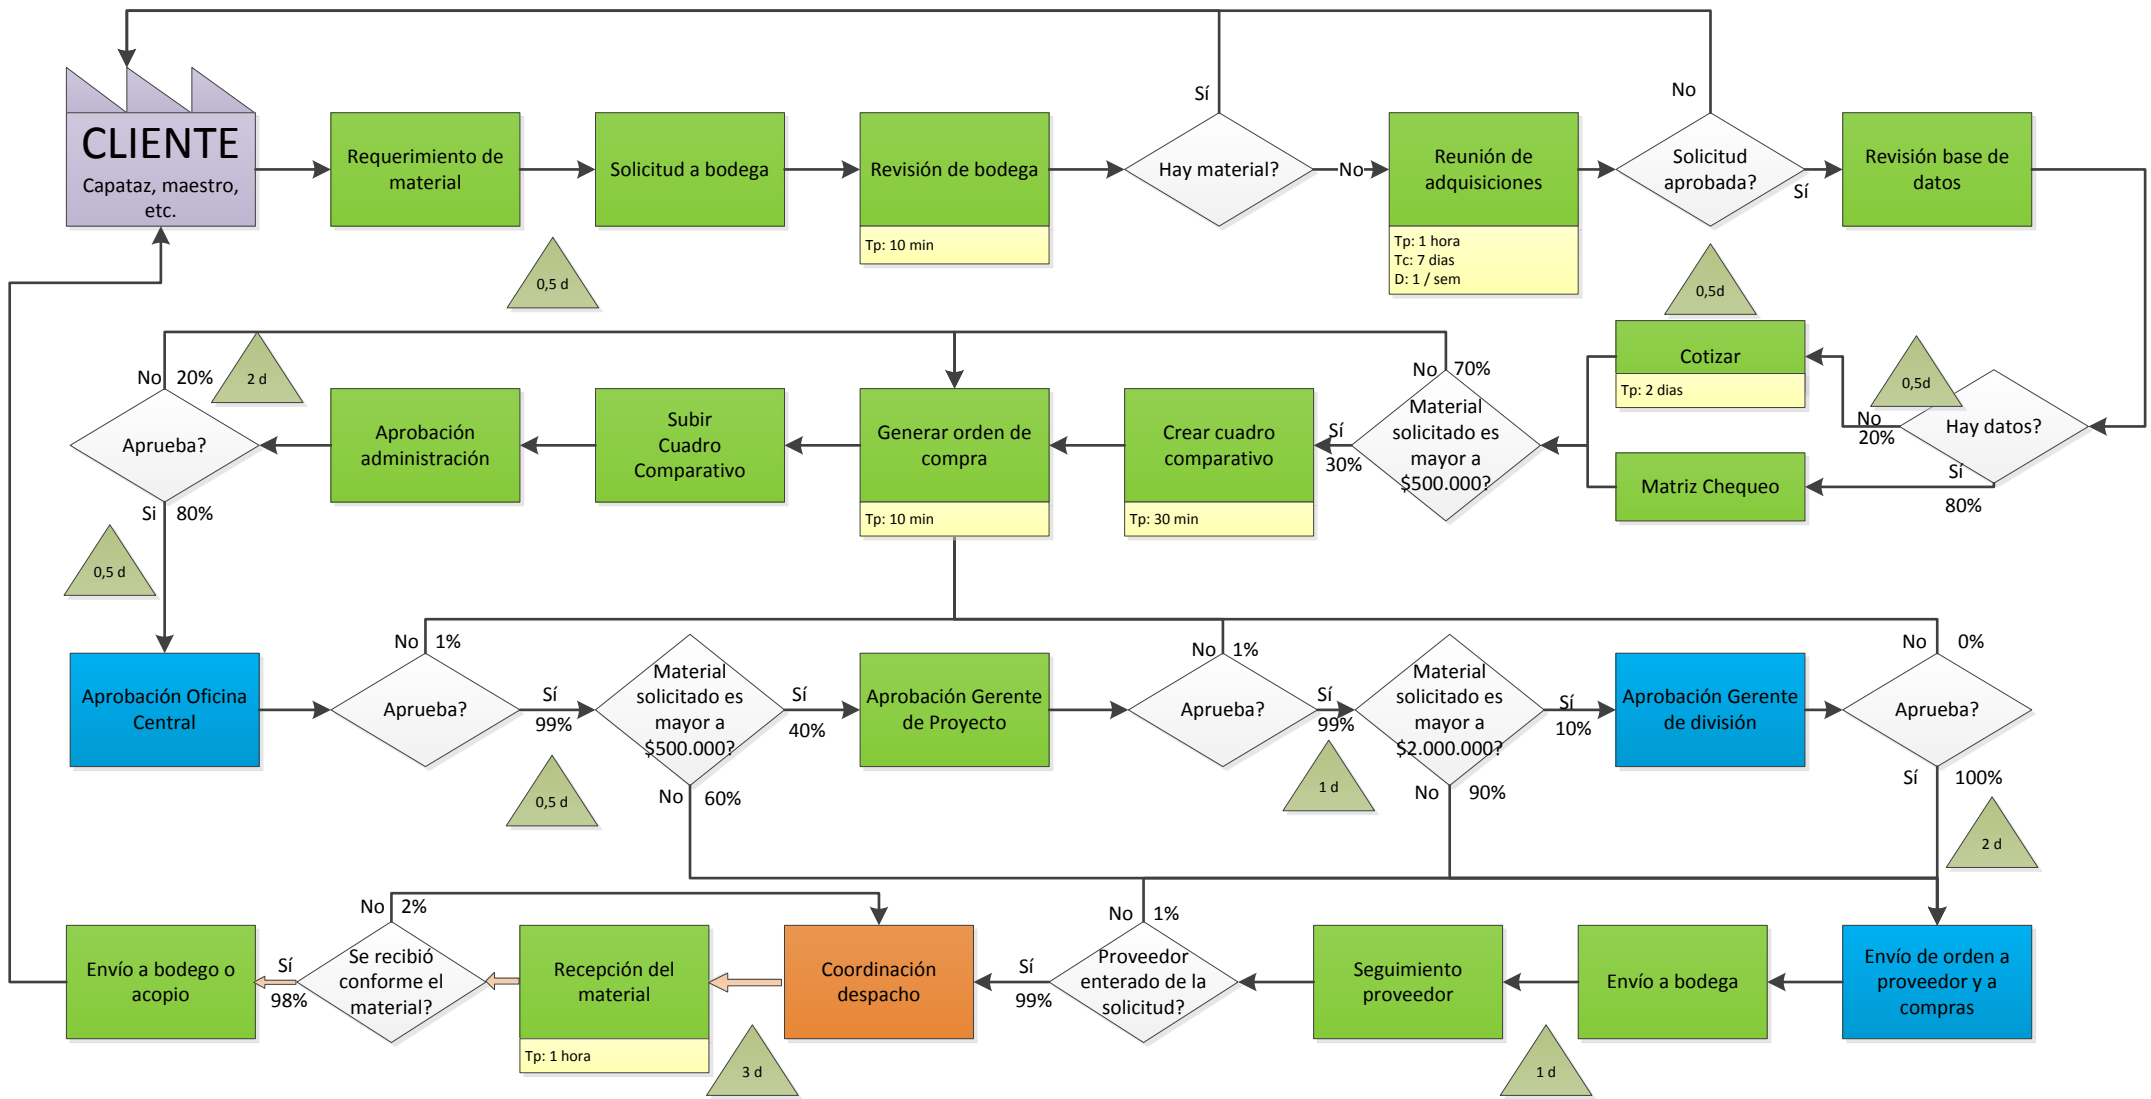 CLIENTE
Capataz, maestro,
etc.
Requerimiento de
material
Solicitud a bodega
Revisión de bodega
Tp: 10 min
Sí
Hay material?
No
Reunión de
adquisiciones
Tp: 1 hora
Tc: 7 dias
D: 1 / sem
No
Solicitud
aprobada?
Sí
Revisión base de
datos
0,5 d
0,5d
No 20%
2 d
Aprueba?
Si 80%
Aprobación
administración
Subir
Cuadro
Comparativo
Generar orden de
compra
Tp: 10 min
Crear cuadro
comparativo
Tp: 30 min
Sí
30%
No 70%
Material
solicitado es
mayor a
$500.000?
Cotizar
Tp: 2 dias
Matriz Chequeo
0,5d
No
20%
Hay datos?
Sí
80%
0,5 d
Aprobación Oficina
Central
No 1%
Aprueba?
Sí
99%
0,5 d
Material
solicitado es
mayor a
$500.000?
Sí
40%
No 60%
Aprobación Gerente
de Proyecto
No 1%
Aprueba?
Sí
99%
1 d
Material
solicitado es
mayor a
$2.000.000?
Sí
10%
No 90%
Aprobación Gerente
de división
No 0%
Aprueba?
Sí 100%
2 d
Envío a bodego o
acopio
Sí
98%
No 2%
Se recibió
conforme el
material?
Recepción del
material
Tp: 1 hora
3 d
Coordinación
despacho
Sí
99%
No 1%
Proveedor
enterado de la
solicitud?
Seguimiento
proveedor
1 d
Envío a bodega
Envío de orden a
proveedor y a
compras